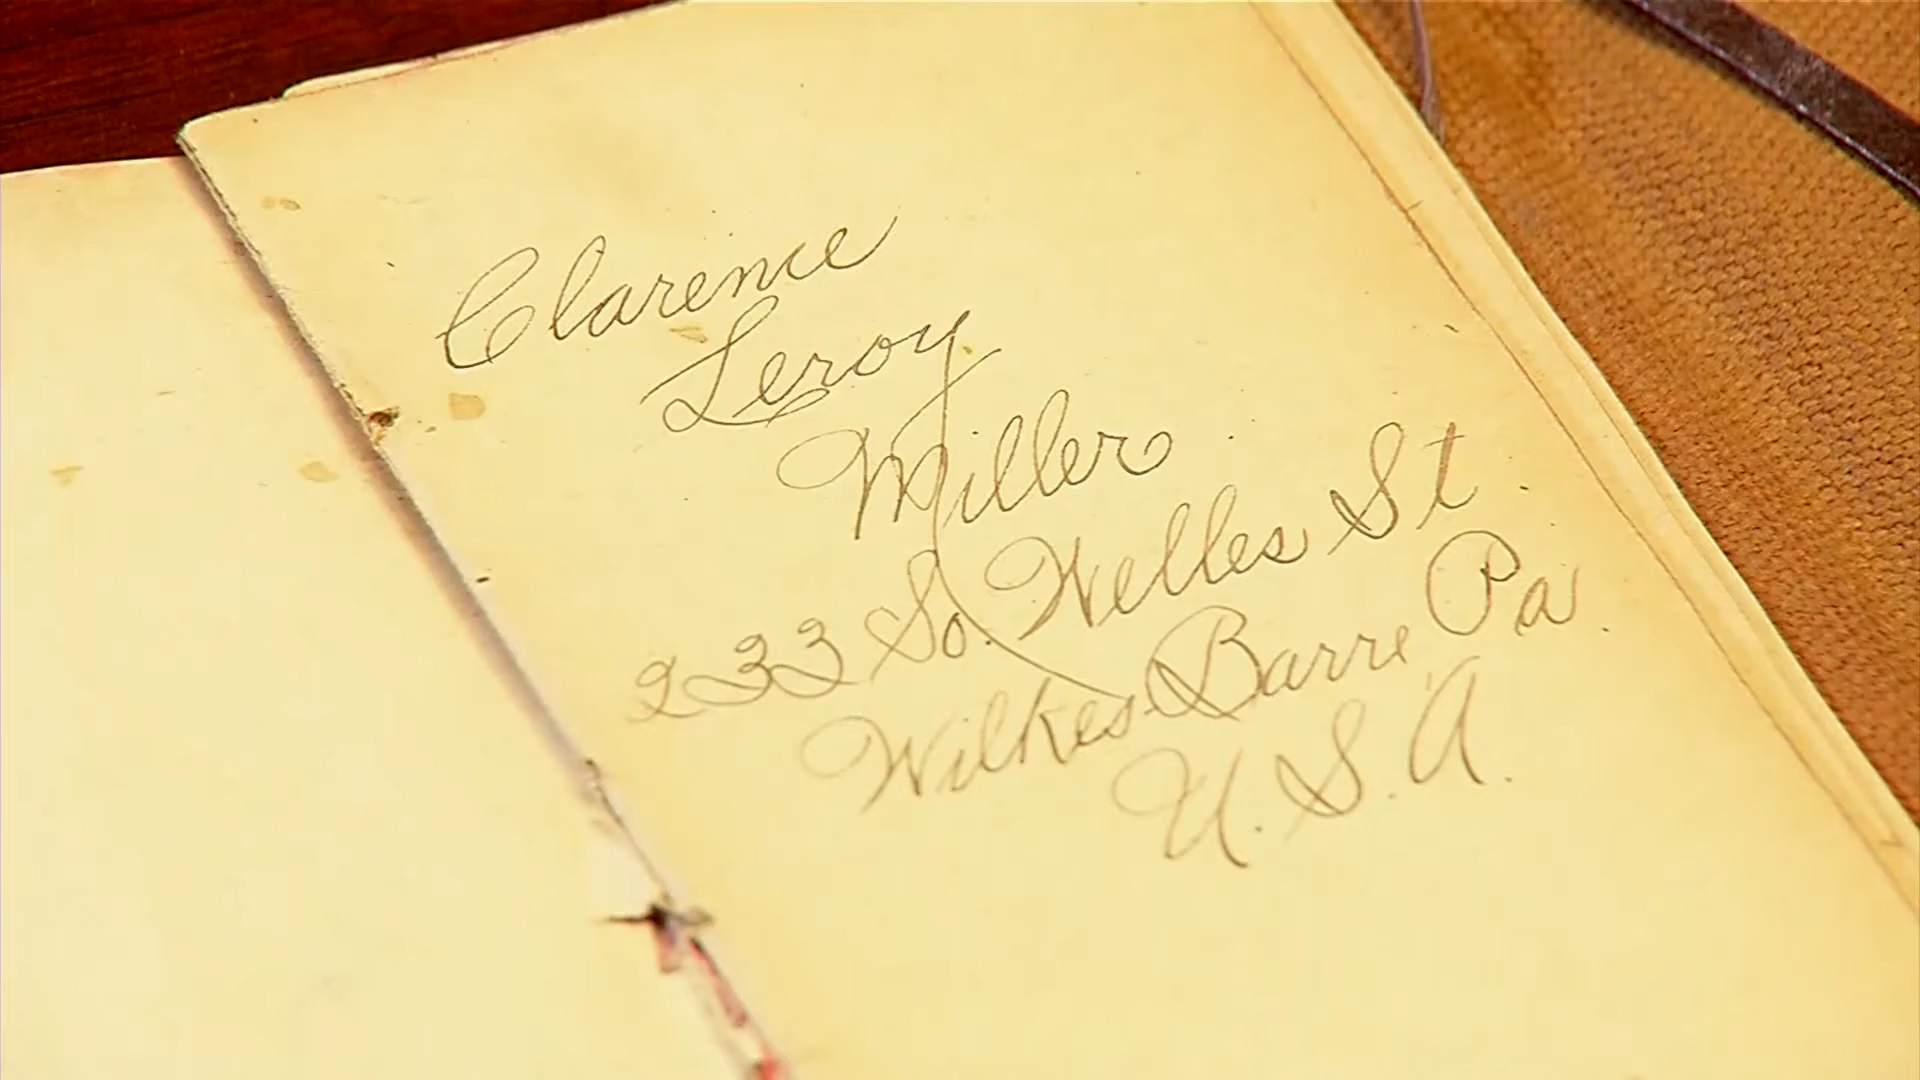 Clarence
Leroy
Miller
233 So. Welles St.
Wilkes-Barre Pa.
U. S. A.